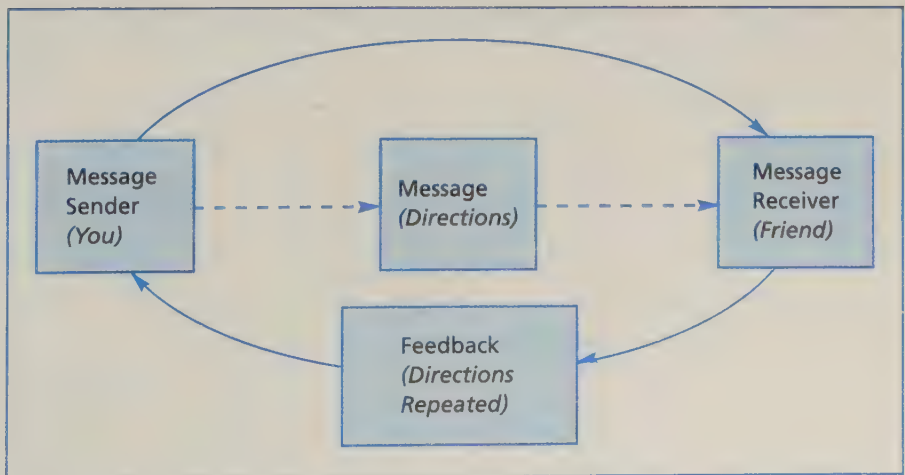 Message
Sender
(You)
Message
(Directions)
Message
Receiver
(Friend)
Feedback
(Directions
Repeated)